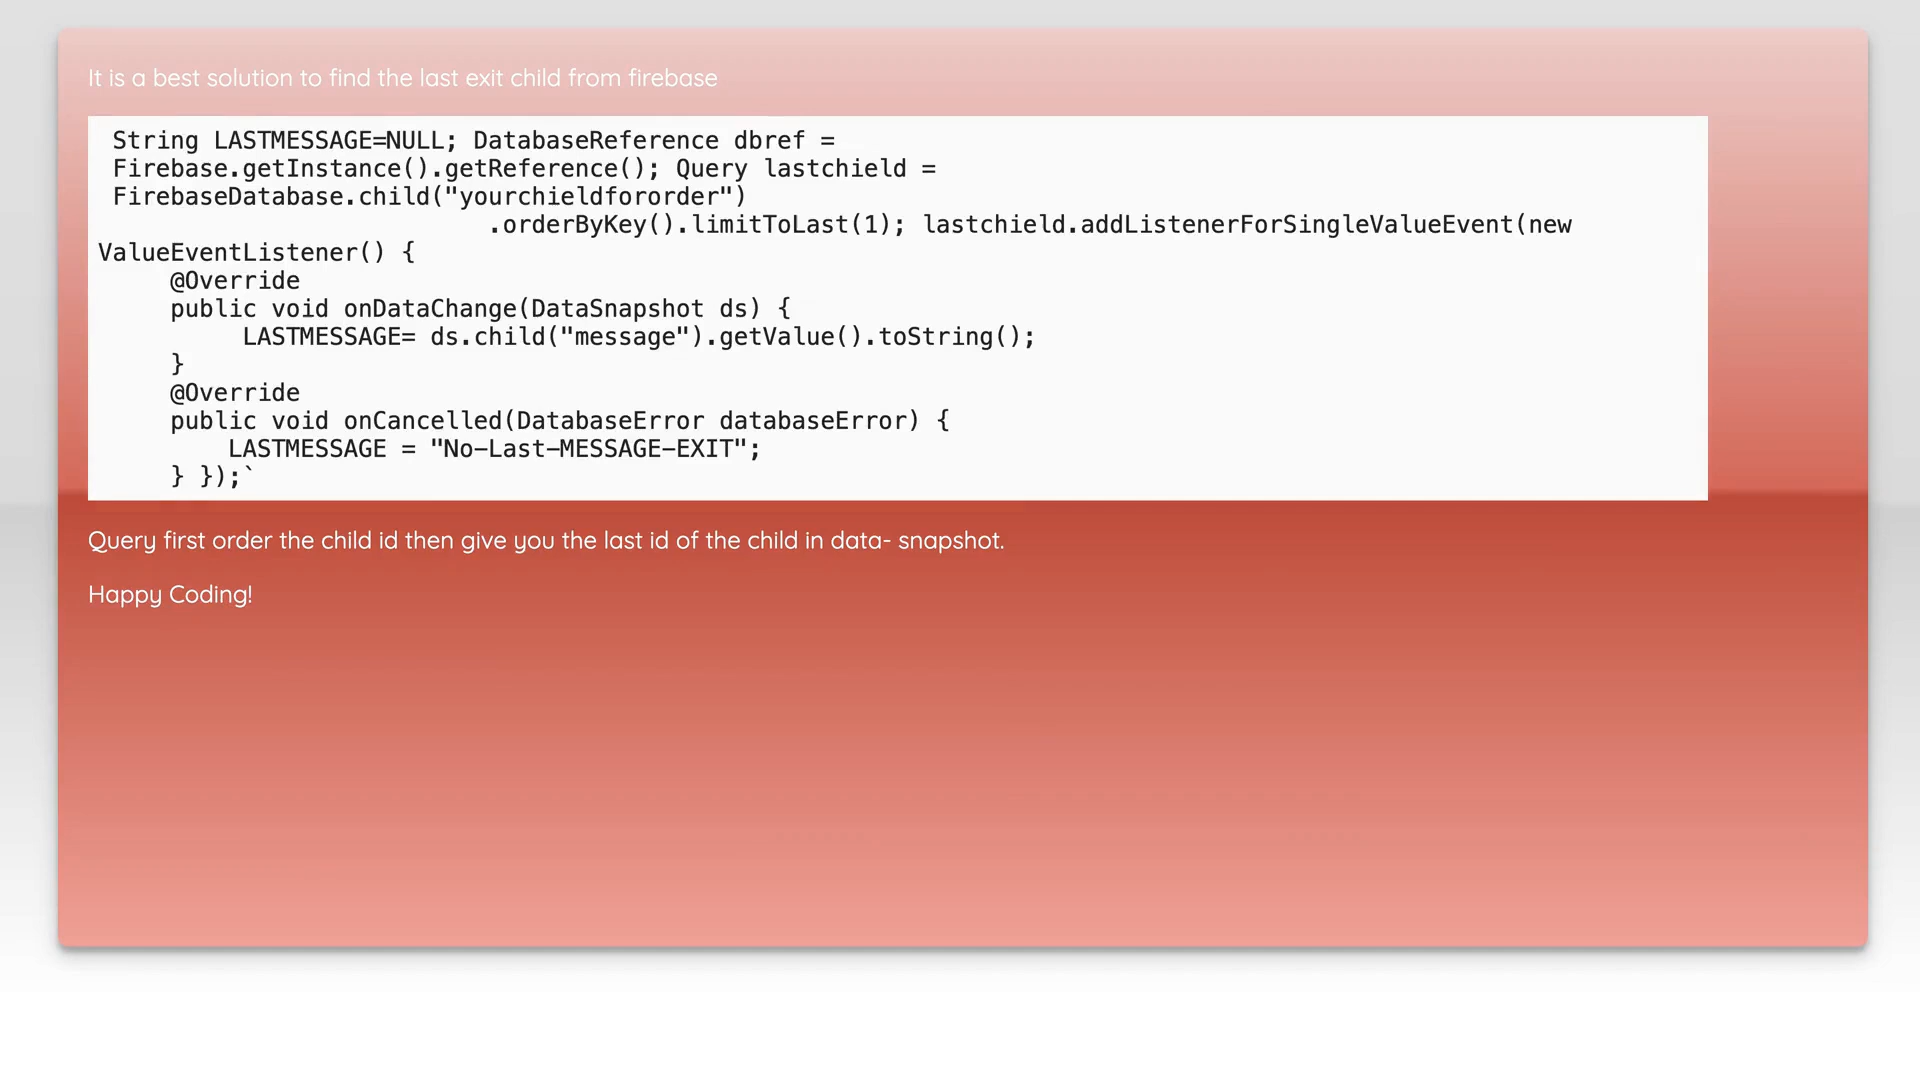 It is a best solution to find the last exit child from firebase
String LASTMESSAGE=NULL; DatabaseReference dbref =
Firebase.getInstance().getReference(); Query lastchield =
FirebaseDatabase.child("yourchieldfororder")
.orderByKey().limitToLast(1); lastchield.addListenerForSingleValueEvent(new
ValueEventListener() {
@Override
public void onDataChange(DataSnapshot ds) {
LASTMESSAGE= ds.child("message").getValue().toString();
}
@Override
public void onCancelled(DatabaseError databaseError) {
LASTMESSAGE = "No-Last-MESSAGE-EXIT";
} });`
Query first order the child id then give you the last id of the child in data- snapshot.
Happy Coding!